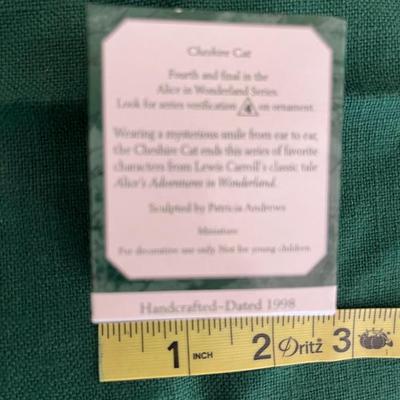 Cheshire Cat
Fourth and final in the
Alice in Wonderland Series.
Look for series verification 4 on ornament.
Wearing a mysterious smile from ear to ear,
the Cheshire Cat ends this series of favorite
characters from Lewis Carroll's classic tale
Alice's Adventures in Wonderland.
Sculpted by Patricia Andrews
Miniature
For decorative use only. Not for young children.
Handcrafted–Dated 1998
1 INCH 2 Dritz 3